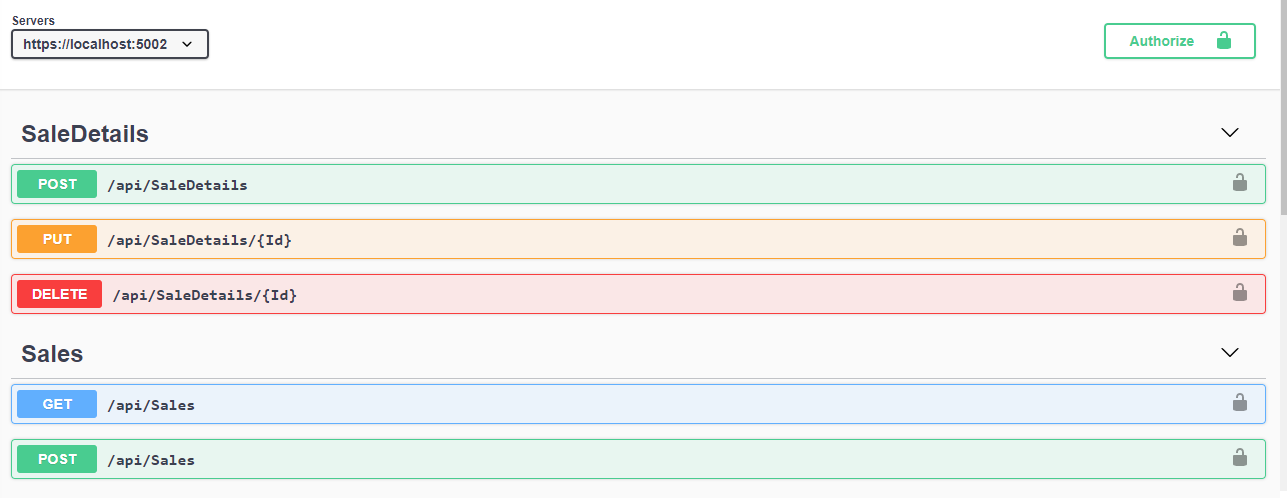 Servers
https://localhost:5002
Authorize
SaleDetails
POST /api/SaleDetails
PUT /api/SaleDetails/{Id}
DELETE /api/SaleDetails/{Id}
Sales
GET /api/Sales
POST /api/Sales